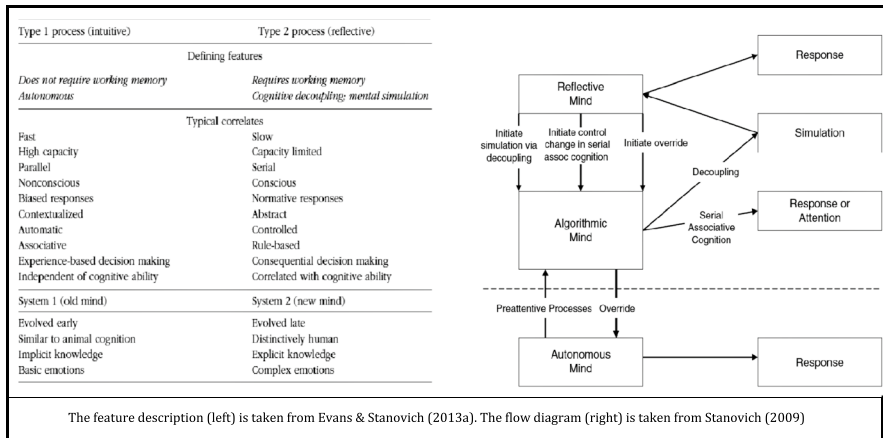 Type 1 process (intuitive) Type 2 process (reflective)
Defining features
Does not require working memory Requires working memory
Autonomous Cognitive decoupling; mental simulation
Typical correlates
Fast Slow
High capacity Capacity limited
Parallel Serial
Nonconscious Conscious
Biased responses Normative responses
Contextualized Abstract
Automatic Controlled
Associative Rule-based
Experience-based decision making Consequential decision making
Independent of cognitive ability Correlated with cognitive ability
System 1 (old mind) System 2 (new mind)
Evolved early Evolved late
Similar to animal cognition Distinctively human
Implicit knowledge Explicit knowledge
Basic emotions Complex emotions
Response
Reflective
Mind
Initiate
simulation via
decoupling
Initiate control
change in serial
assoc cognition
Initiate override
Simulation
Decoupling
Algorithmic
Mind
Response or
Attention
Serial
Associative
Cognition
Preattentive Processes
Override
Autonomous
Mind
Response
The feature description (left) is taken from Evans & Stanovich (2013a). The flow diagram (right) is taken from Stanovich (2009)